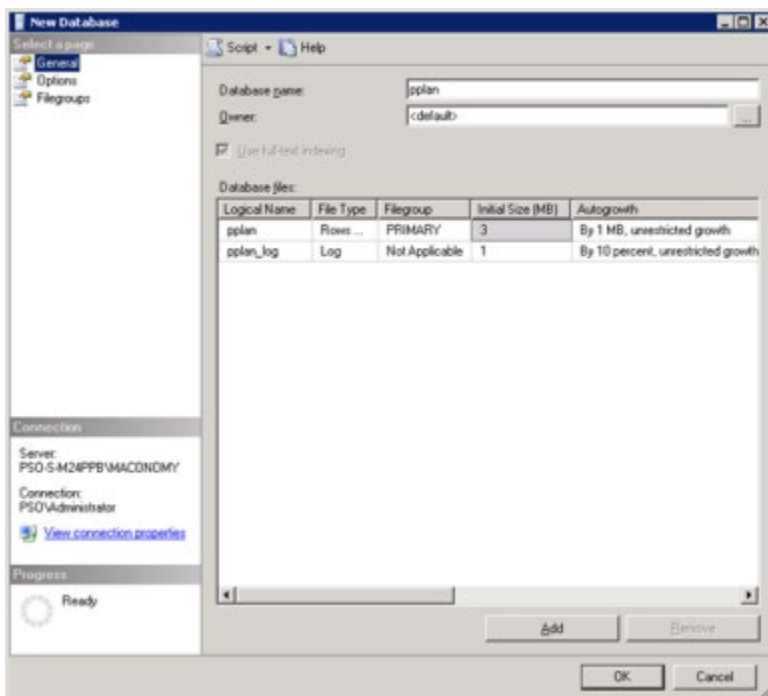 New Database
Select a page
General
Options
Filegroups
Script Help
Database name: pplan
Owner: <default> ...
Use full-text indexing
Database files:
Logical Name File Type Filegroup Initial Size (MB) Autogrowth
pplan Rows ... PRIMARY 3 By 1 MB, unrestricted growth
pplan_log Log Not Applicable 1 By 10 percent, unrestricted growth
Connection
Server:
PSO-S-M24PPB\MACONOMY
Connection:
PSO\Administrator
View connection properties
Progress
Ready
Add Remove
OK Cancel